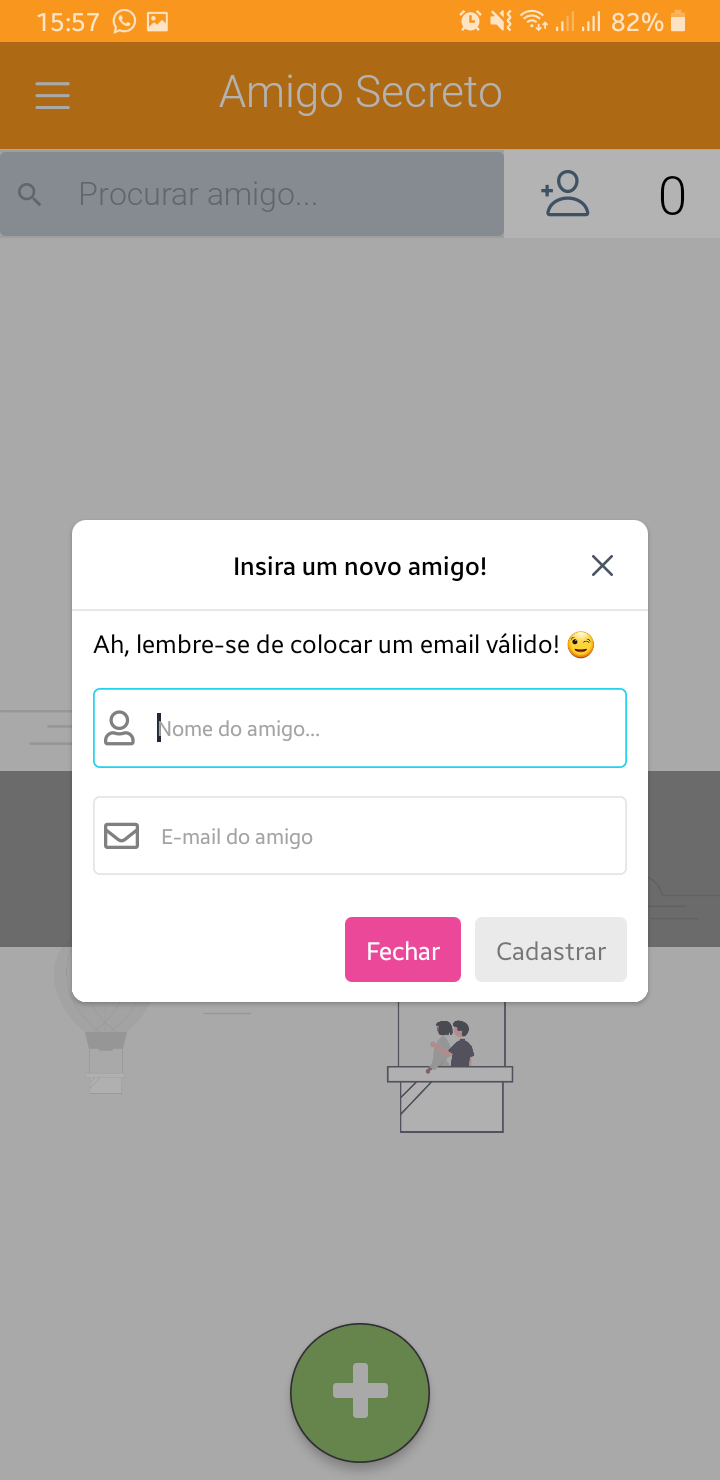 15:57 82%
Amigo Secreto
Procurar amigo... 0
Insira um novo amigo!
Ah, lembre-se de colocar um email válido! 😉
Nome do amigo...
E-mail do amigo
Fechar Cadastrar